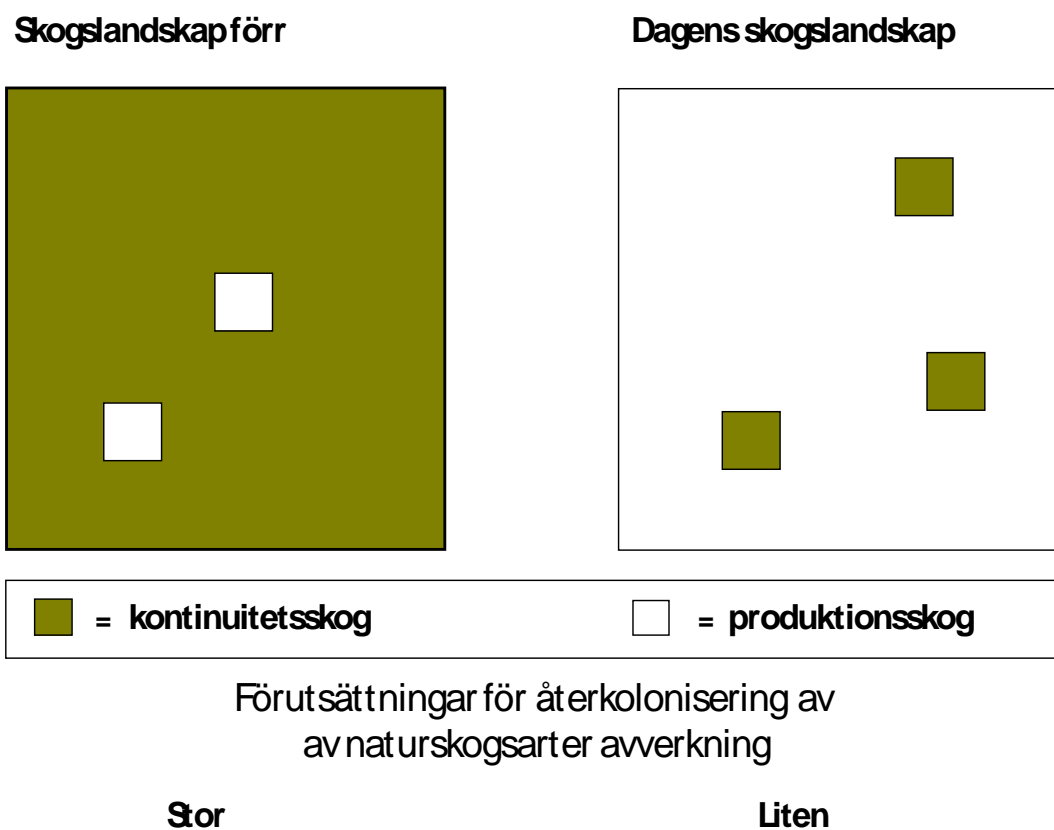 Skogslandskap förr
Dagens skogslandskap
= kontinuitetsskog
= produktionsskog
Förutsättningar för återkolonisering av
av naturskogsarter avverkning
Stor
Liten